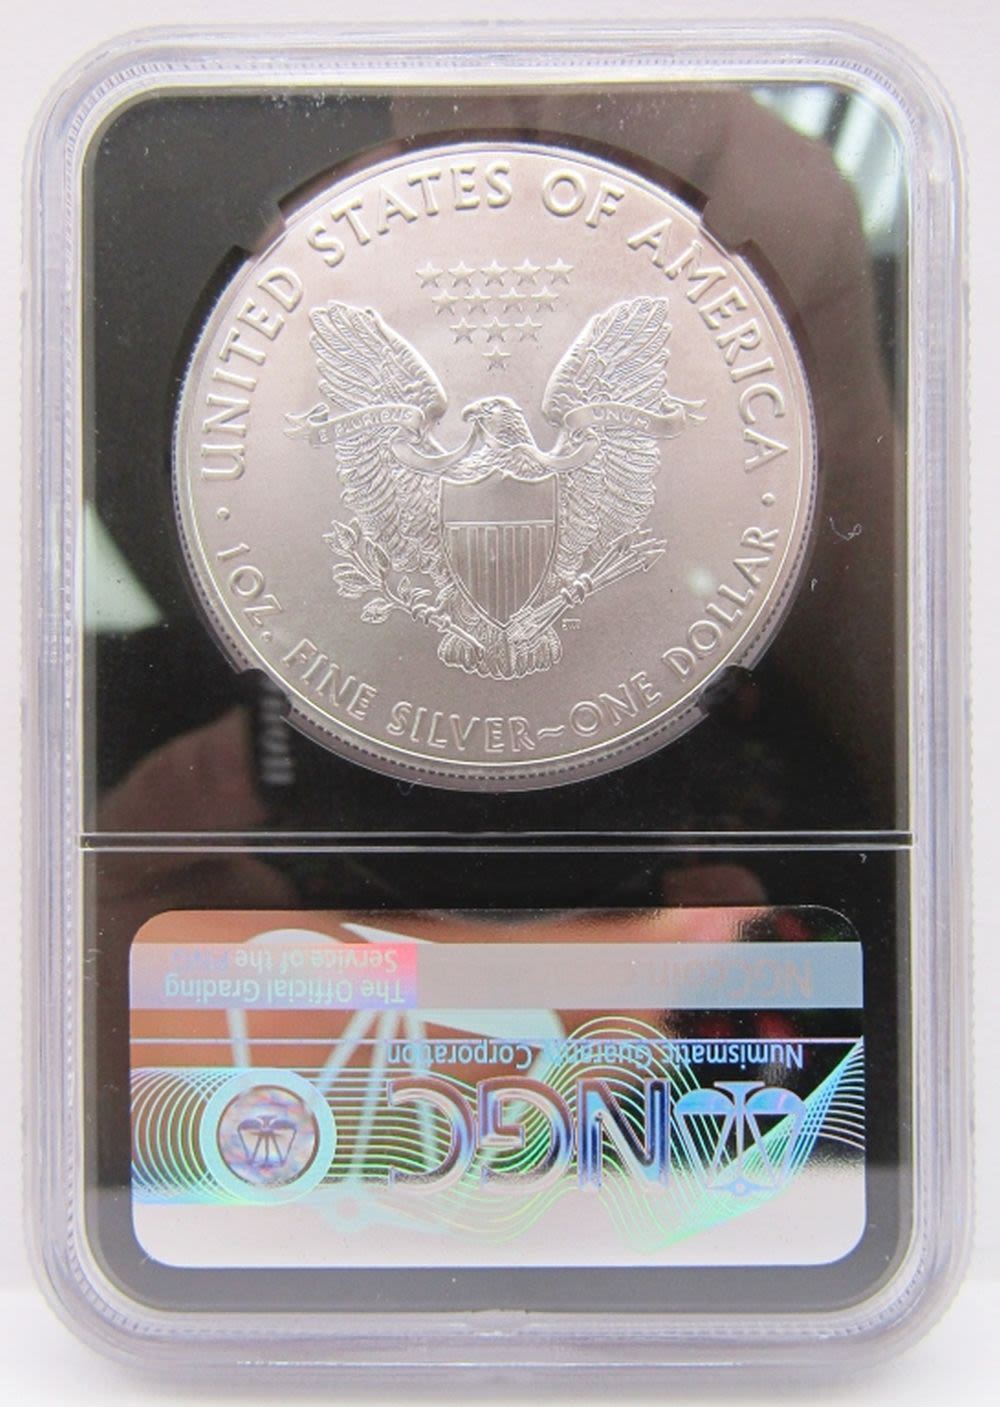 UNITED STATES OF AMERICA
E PLURIBUS UNUM
· 1 OZ. FINE SILVER~ONE DOLLAR ·
NGC
Numismatic Guaranty Corporation
The Official Grading
Service of the